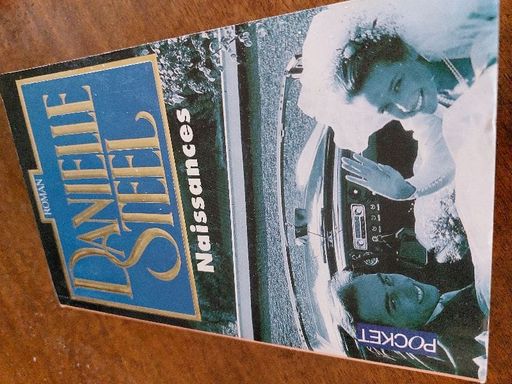 ROMAN
DANIELLE
STEEL
Naissances
POCKET